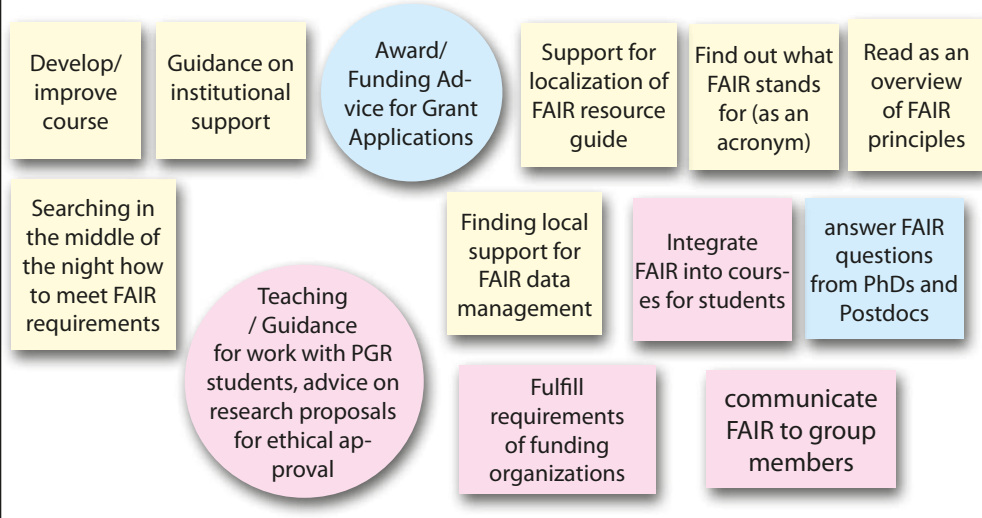 Develop/
improve
course
Guidance on
institutional
support
Award/
Funding Ad-
vice for Grant
Applications
Support for
localization of
FAIR resource
guide
Find out what
FAIR stands
for (as an
acronym)
Read as an
overview
of FAIR
principles
Searching in
the middle of
the night how
to meet FAIR
requirements
Teaching
/ Guidance
for work with PGR
students, advice on
research proposals
for ethical ap-
proval
Finding local
support for
FAIR data
management
Integrate
FAIR into cours-
es for students
answer FAIR
questions
from PhDs and
Postdocs
Fulfill
requirements
of funding
organizations
communicate
FAIR to group
members